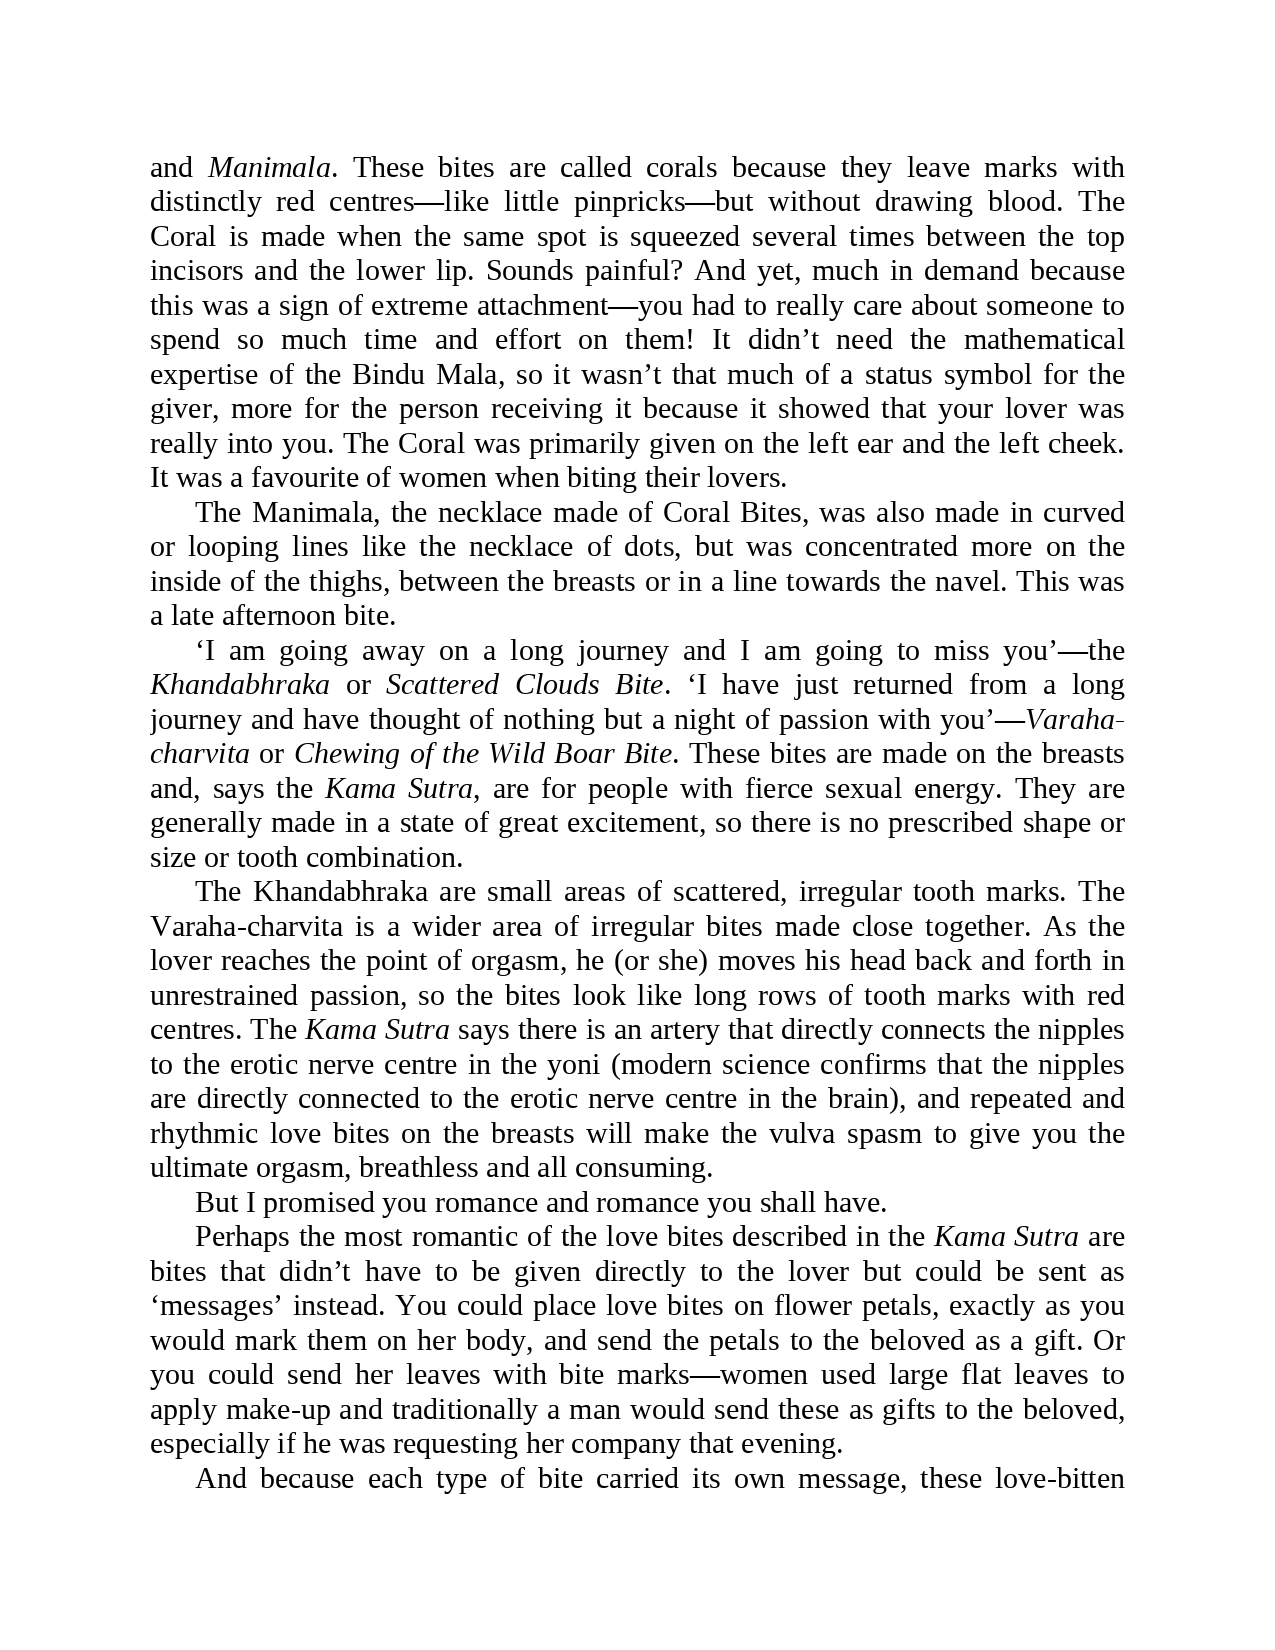 and Manimala. These bites are called corals because they leave marks with
distinctly red centres—like little pinpricks—but without drawing blood. The
Coral is made when the same spot is squeezed several times between the top
incisors and the lower lip. Sounds painful? And yet, much in demand because
this was a sign of extreme attachment—you had to really care about someone to
spend so much time and effort on them! It didn’t need the mathematical
expertise of the Bindu Mala, so it wasn’t that much of a status symbol for the
giver, more for the person receiving it because it showed that your lover was
really into you. The Coral was primarily given on the left ear and the left cheek.
It was a favourite of women when biting their lovers.
The Manimala, the necklace made of Coral Bites, was also made in curved
or looping lines like the necklace of dots, but was concentrated more on the
inside of the thighs, between the breasts or in a line towards the navel. This was
a late afternoon bite.
‘I am going away on a long journey and I am going to miss you’—the
Khandabhraka or Scattered Clouds Bite. ‘I have just returned from a long
journey and have thought of nothing but a night of passion with you’—Varaha-
charvita or Chewing of the Wild Boar Bite. These bites are made on the breasts
and, says the Kama Sutra, are for people with fierce sexual energy. They are
generally made in a state of great excitement, so there is no prescribed shape or
size or tooth combination.
The Khandabhraka are small areas of scattered, irregular tooth marks. The
Varaha-charvita is a wider area of irregular bites made close together. As the
lover reaches the point of orgasm, he (or she) moves his head back and forth in
unrestrained passion, so the bites look like long rows of tooth marks with red
centres. The Kama Sutra says there is an artery that directly connects the nipples
to the erotic nerve centre in the yoni (modern science confirms that the nipples
are directly connected to the erotic nerve centre in the brain), and repeated and
rhythmic love bites on the breasts will make the vulva spasm to give you the
ultimate orgasm, breathless and all consuming.
But I promised you romance and romance you shall have.
Perhaps the most romantic of the love bites described in the Kama Sutra are
bites that didn’t have to be given directly to the lover but could be sent as
‘messages’ instead. You could place love bites on flower petals, exactly as you
would mark them on her body, and send the petals to the beloved as a gift. Or
you could send her leaves with bite marks—women used large flat leaves to
apply make-up and traditionally a man would send these as gifts to the beloved,
especially if he was requesting her company that evening.
And because each type of bite carried its own message, these love-bitten